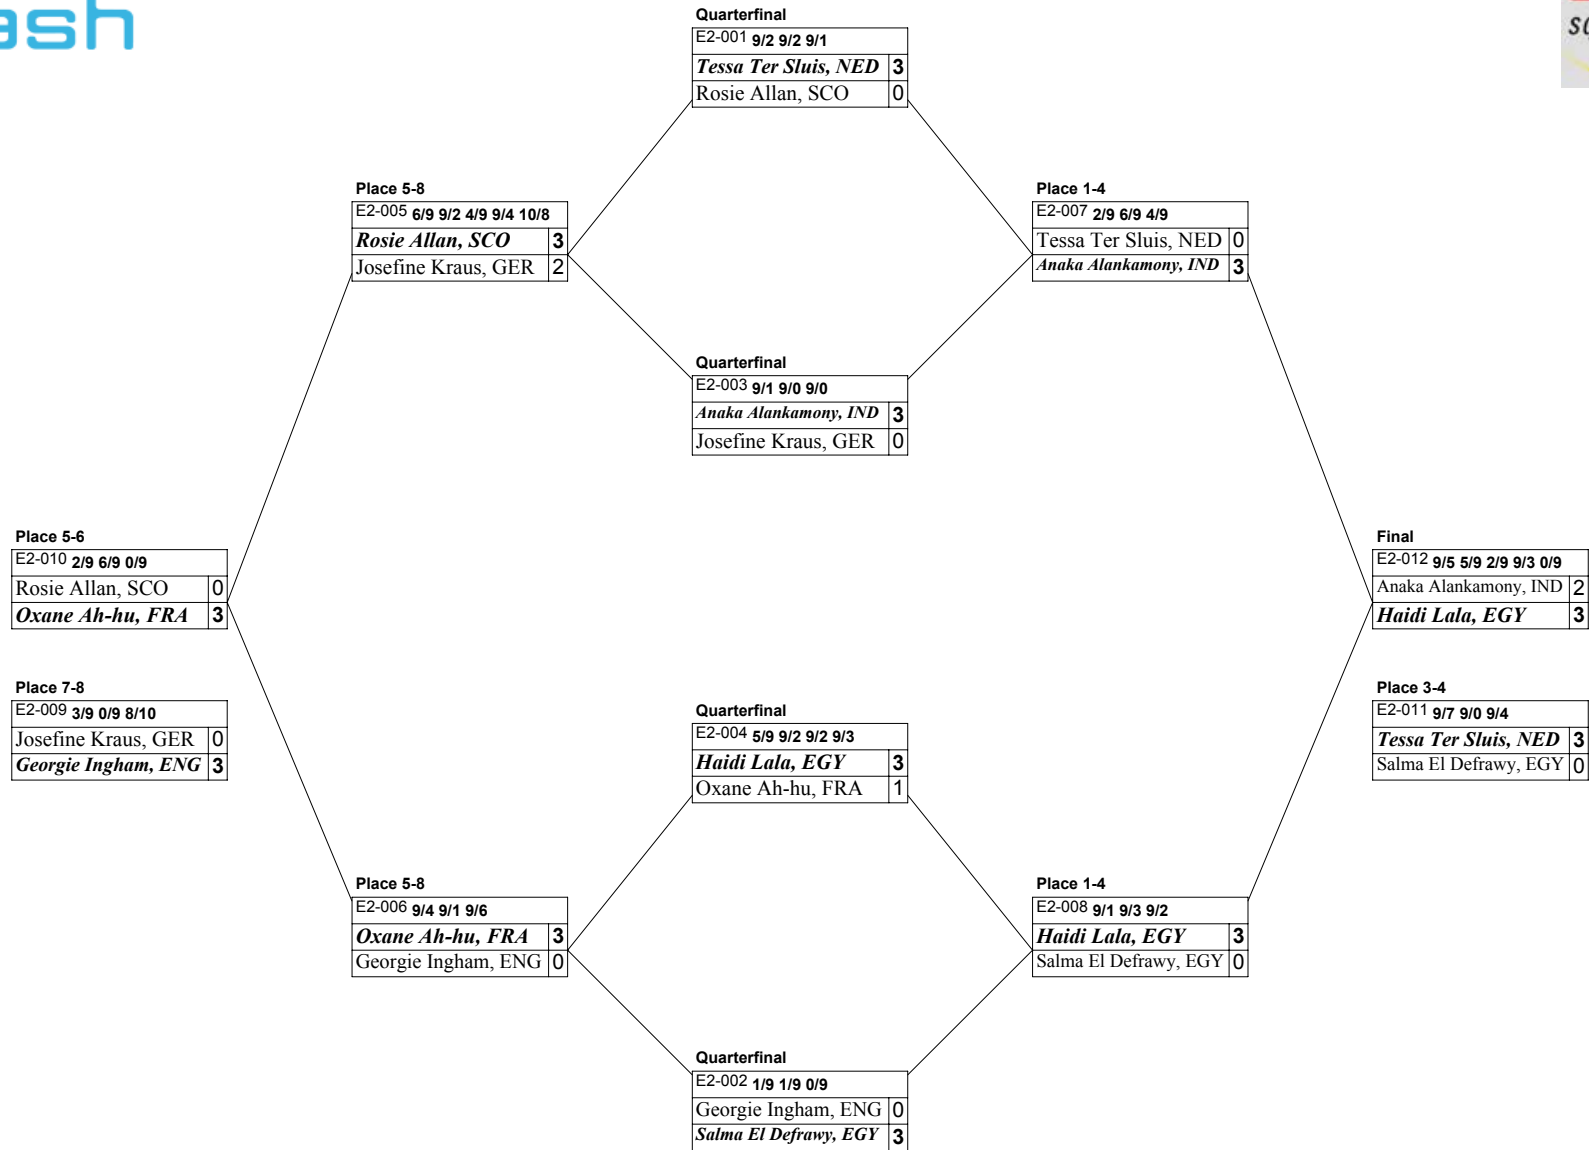 Quarterfinal
E2-001 9/2 9/2 9/1
Tessa Ter Sluis, NED 3
Rosie Allan, SCO 0
Place 5-8
E2-005 6/9 9/2 4/9 9/4 10/8
Rosie Allan, SCO 3
Josefine Kraus, GER 2
Place 1-4
E2-007 2/9 6/9 4/9
Tessa Ter Sluis, NED 0
Anaka Alankamony, IND 3
Quarterfinal
E2-003 9/1 9/0 9/0
Anaka Alankamony, IND 3
Josefine Kraus, GER 0
Place 5-6
E2-010 2/9 6/9 0/9
Rosie Allan, SCO 0
Oxane Ah-hu, FRA 3
Final
E2-012 9/5 5/9 2/9 9/3 0/9
Anaka Alankamony, IND 2
Haidi Lala, EGY 3
Place 7-8
E2-009 3/9 0/9 8/10
Josefine Kraus, GER 0
Georgie Ingham, ENG 3
Place 3-4
E2-011 9/7 9/0 9/4
Tessa Ter Sluis, NED 3
Salma El Defrawy, EGY 0
Quarterfinal
E2-004 5/9 9/2 9/2 9/3
Haidi Lala, EGY 3
Oxane Ah-hu, FRA 1
Place 5-8
E2-006 9/4 9/1 9/6
Oxane Ah-hu, FRA 3
Georgie Ingham, ENG 0
Place 1-4
E2-008 9/1 9/3 9/2
Haidi Lala, EGY 3
Salma El Defrawy, EGY 0
Quarterfinal
E2-002 1/9 1/9 0/9
Georgie Ingham, ENG 0
Salma El Defrawy, EGY 3